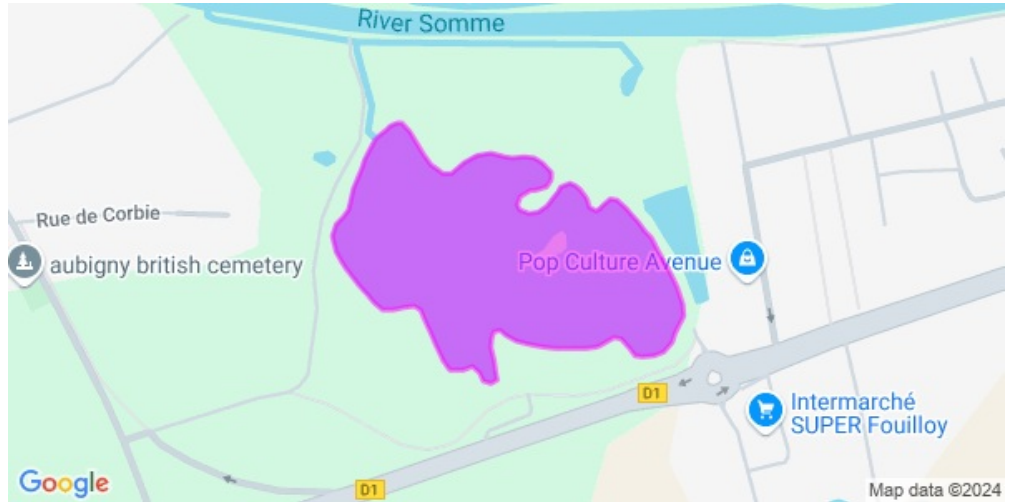 River Somme
Rue de Corbie
aubigny british cemetery
Pop Culture Avenue
D1
Intermarché
SUPER Fouilloy
D1
Google
Map data ©2024